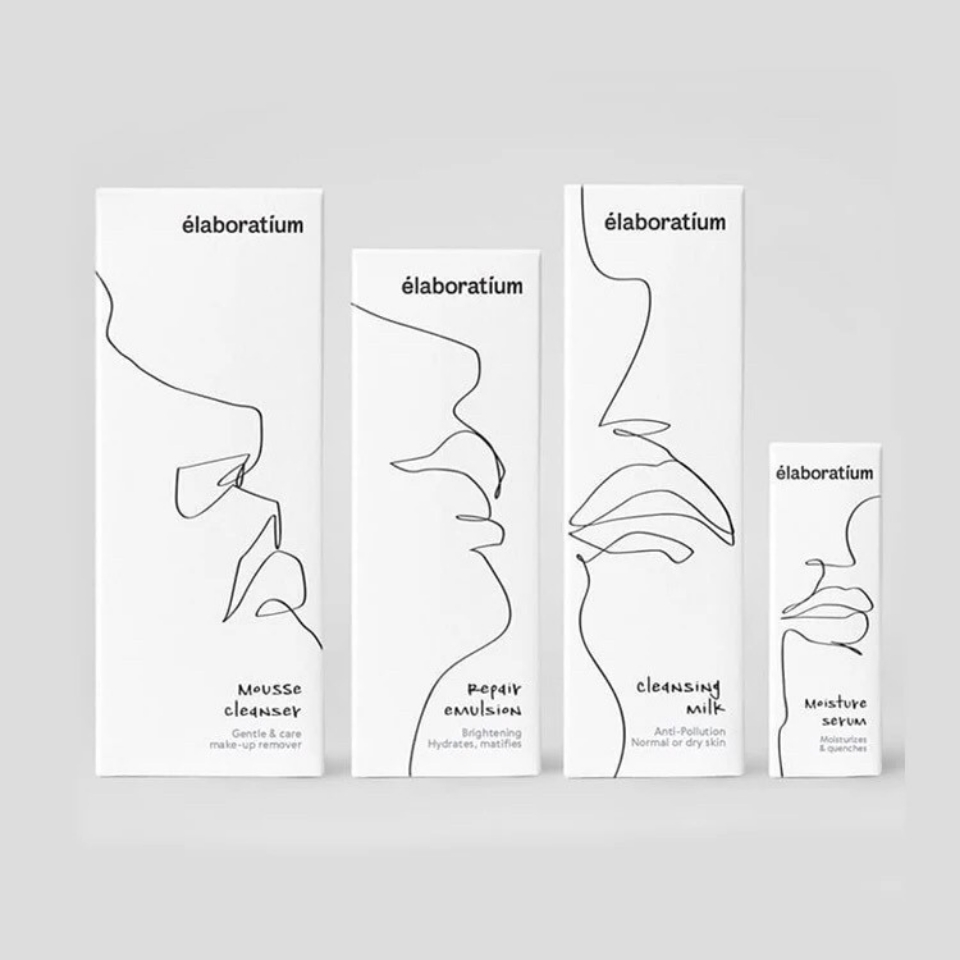 élaboratíum
Mousse
cleanser
Gentle & care
make-up remover
élaboratíum
Repair
emulsion
Brightening
Hydrates, matifies
élaboratíum
cleansing
milk
Anti-Pollution
Normal or dry skin
élaboratíum
Moisture
serum
Moisturizes
& quenches